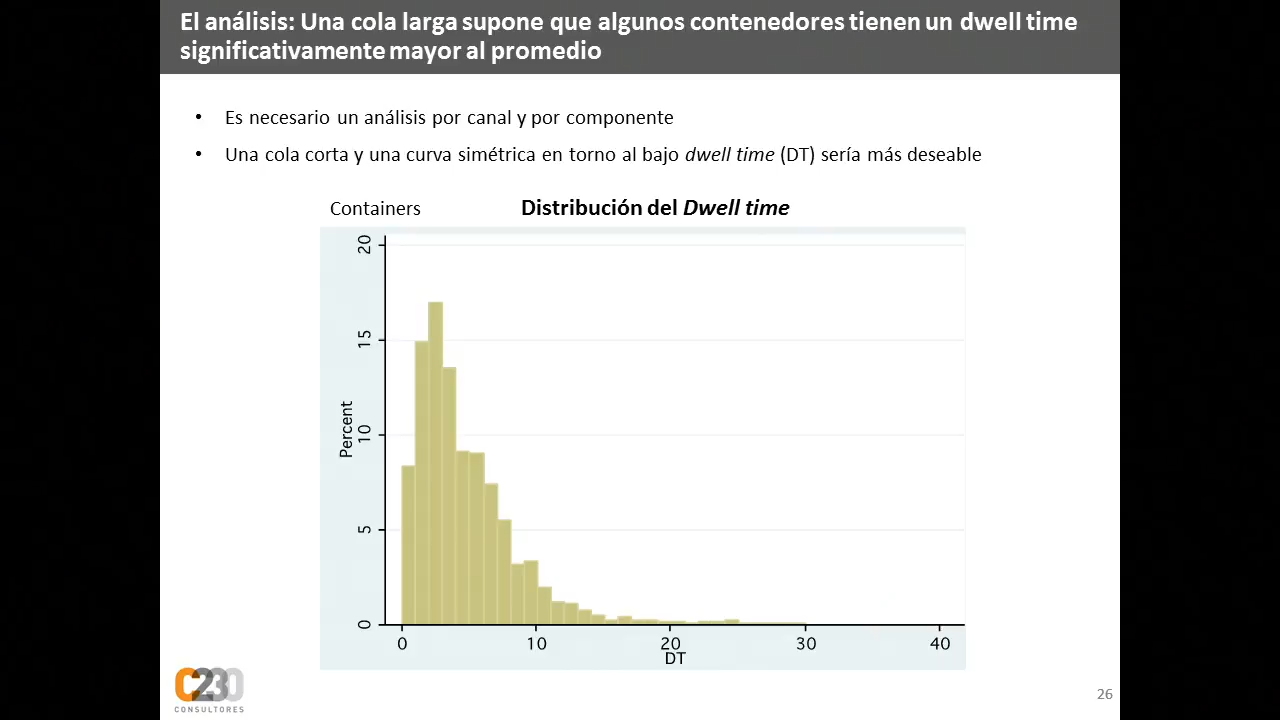 El análisis: Una cola larga supone que algunos contenedores tienen un dwell time
significativamente mayor al promedio
• Es necesario un análisis por canal y por componente
• Una cola corta y una curva simétrica en torno al bajo dwell time (DT) sería más deseable
Containers
Distribución del Dwell time
Percent
20
15
10
5
0
0 10 20 30 40
DT
C230
CONSULTORES
26